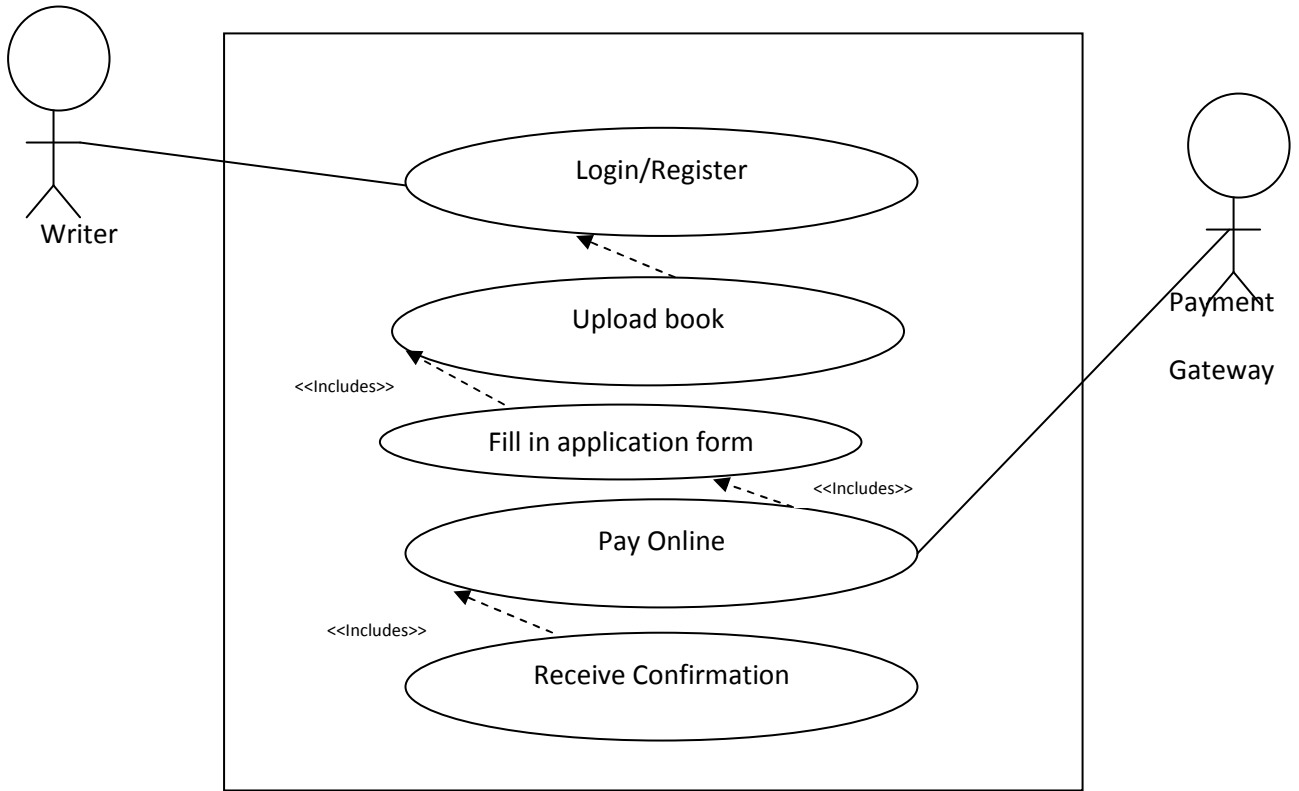 Login/Register
Writer
Upload book
Payment
Gateway
<<Includes>>
Fill in application form
<<Includes>>
Pay Online
<<Includes>>
Receive Confirmation